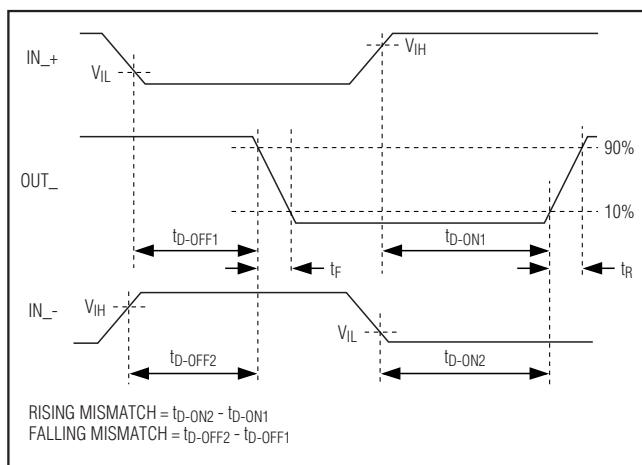 IN_+
VIL
VIH
OUT_
90%
10%
tD-OFF1
tF
tD-ON1
tR
IN_-
VIH
VIL
tD-OFF2
tD-ON2
RISING MISMATCH = tD-ON2 - tD-ON1
FALLING MISMATCH = tD-OFF2 - tD-OFF1